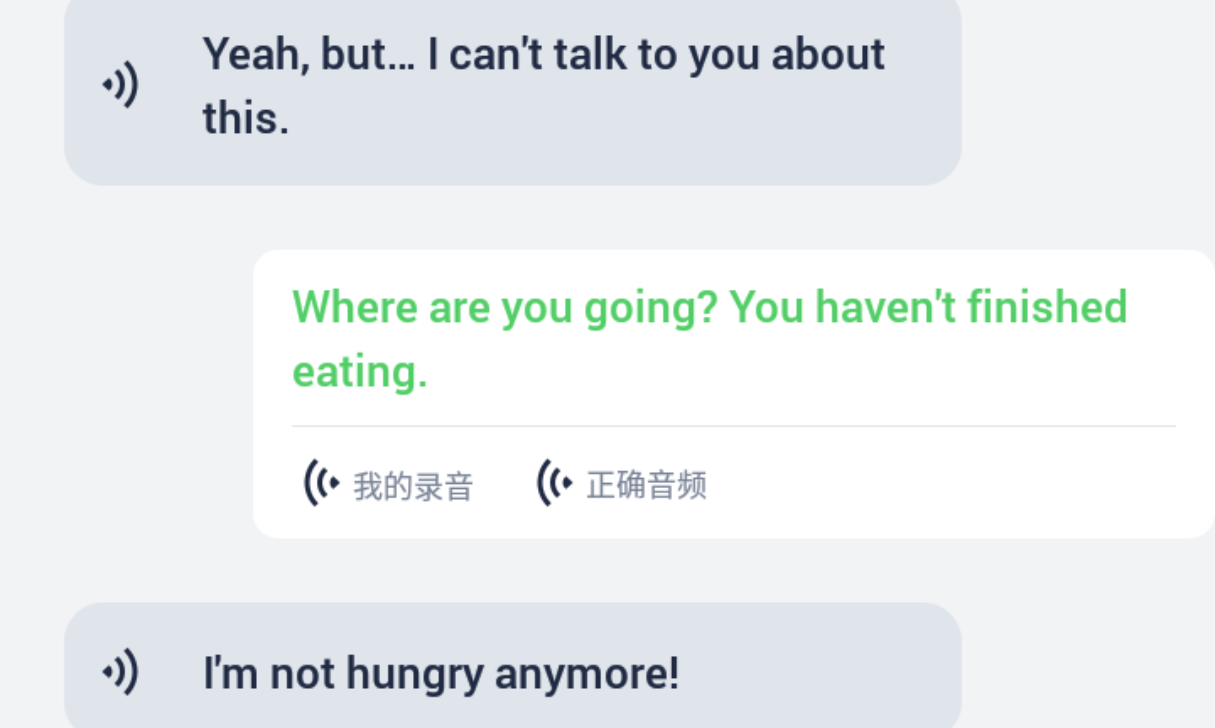 Yeah, but... I can't talk to you about
this.
Where are you going? You haven't finished
eating.
我的录音 正确音频
I'm not hungry anymore!